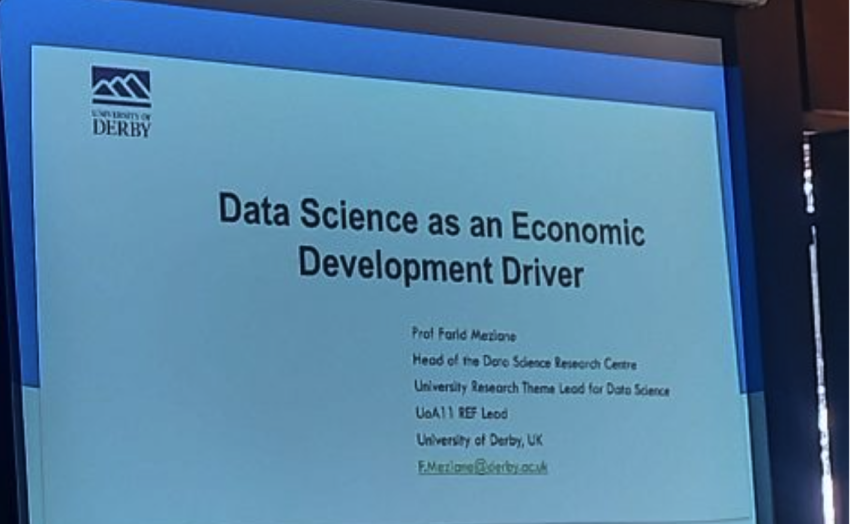 UNIVERSITY OF
DERBY
Data Science as an Economic
Development Driver
Prof Farid Meziane
Head of the Data Science Research Centre
University Research Theme Lead for Data Science
UoA11 REF Lead
University of Derby, UK
F.Meziane@derby.ac.uk